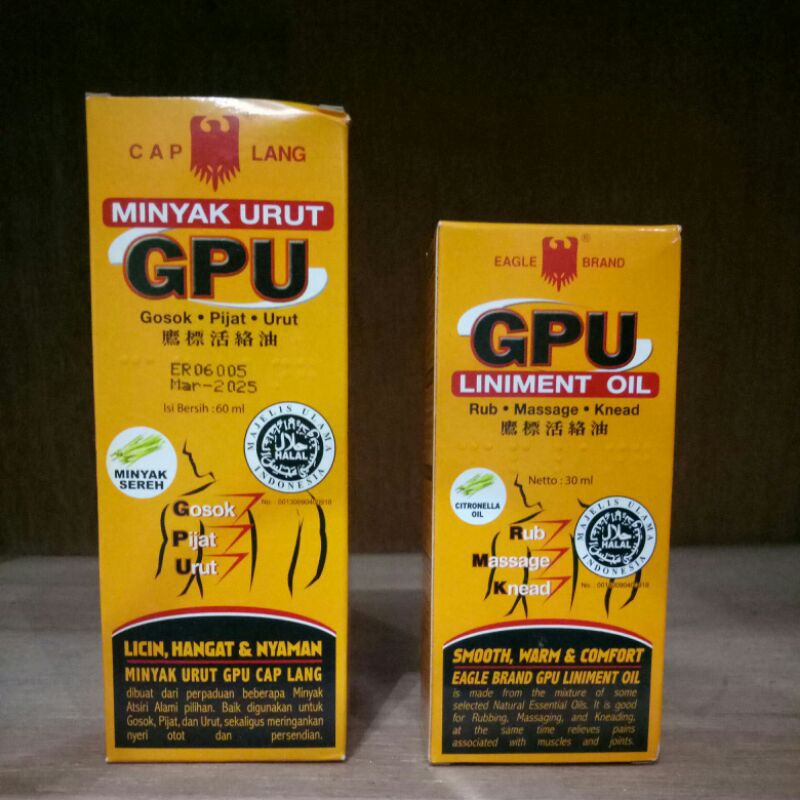 CAP LANG
MINYAK URUT
GPU
Gosok • Pijat • Urut
鷹標活絡油
ER06005
Mar-2025
Isi Bersih : 60 ml
MAJELIS ULAMA
INDONESIA
حلال
HALAL
MINYAK
SEREH
Gosok
Pijat
Urut
LICIN, HANGAT & NYAMAN
MINYAK URUT GPU CAP LANG
dibuat dari perpaduan beberapa Minyak
Atsiri Alami pilihan. Baik digunakan untuk
Gosok, Pijat, dan Urut, sekaligus meringankan
nyeri otot dan persendian.
EAGLE BRAND
®
GPU
LINIMENT OIL
Rub • Massage • Knead
鷹標活絡油
Netto : 30 ml
MAJELIS ULAMA
INDONESIA
حلال
HALAL
CITRONELLA
OIL
Rub
Massage
Knead
SMOOTH, WARM & COMFORT
EAGLE BRAND GPU LINIMENT OIL
is made from the mixture of some
selected Natural Essential Oils. It is good
for Rubbing, Massaging, and Kneading,
at the same time relieves pains
associated with muscles and joints.